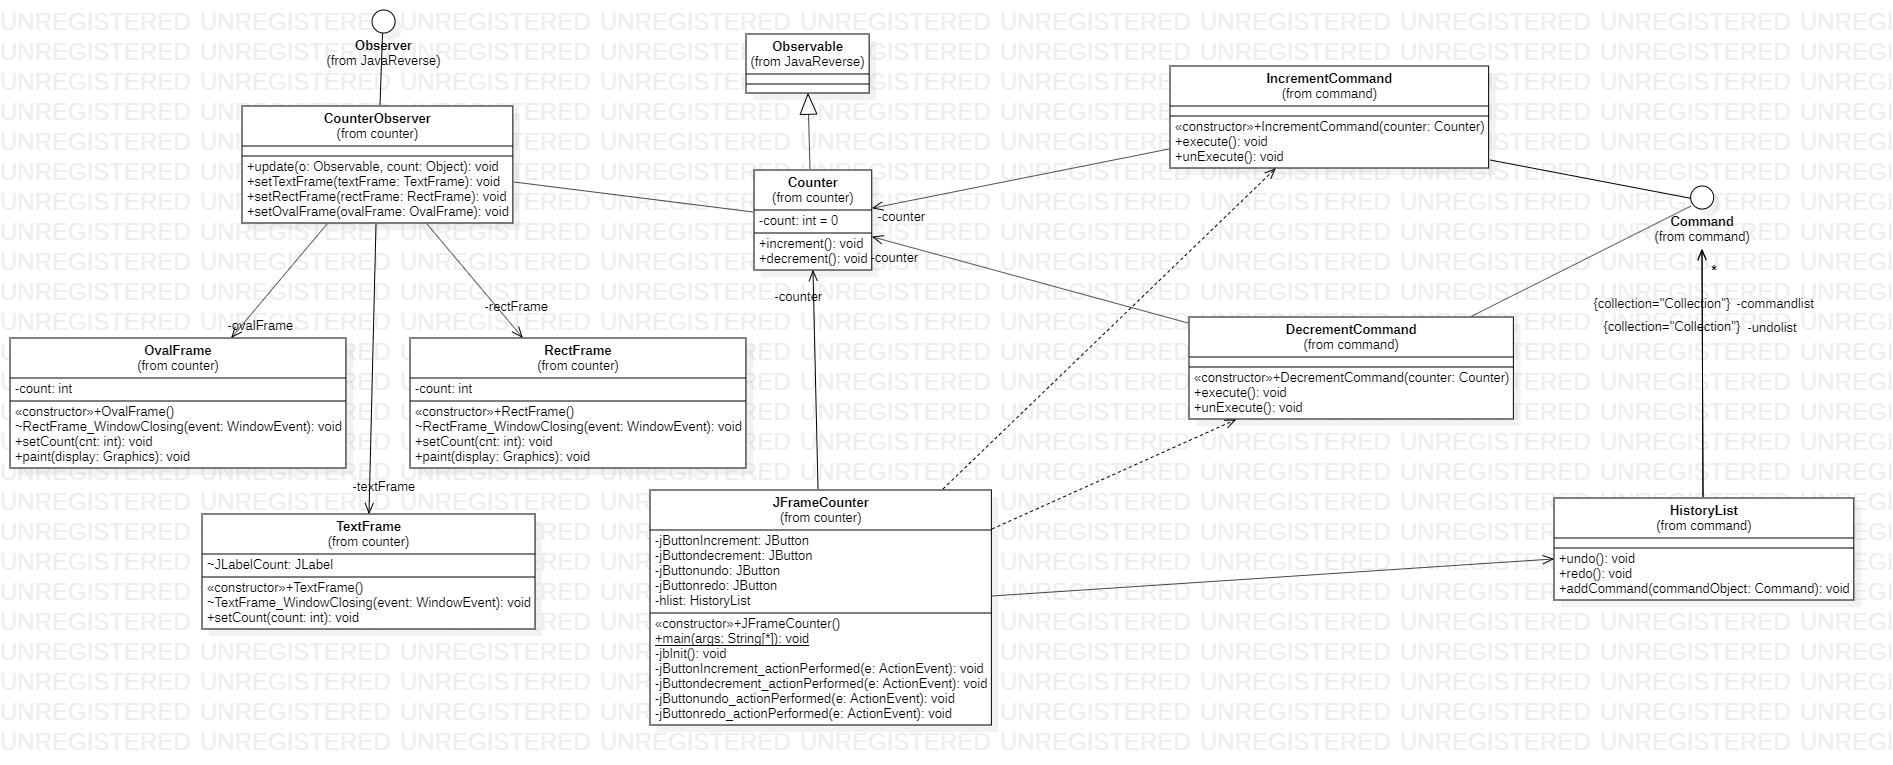 Observer
(from JavaReverse)
Observable
(from JavaReverse)
IncrementCommand
(from command)
«constructor»+IncrementCommand(counter: Counter)
+execute(): void
+unExecute(): void
CounterObserver
(from counter)
+update(o: Observable, count: Object): void
+setTextFrame(textFrame: TextFrame): void
+setRectFrame(rectFrame: RectFrame): void
+setOvalFrame(ovalFrame: OvalFrame): void
Counter
(from counter)
-count: int = 0
+increment(): void
+decrement(): void
-counter
-counter
-counter
Command
(from command)
*
{collection="Collection"} -commandlist
{collection="Collection"} -undolist
-ovalFrame
-rectFrame
-textFrame
OvalFrame
(from counter)
-count: int
«constructor»+OvalFrame()
~RectFrame_WindowClosing(event: WindowEvent): void
+setCount(cnt: int): void
+paint(display: Graphics): void
RectFrame
(from counter)
-count: int
«constructor»+RectFrame()
~RectFrame_WindowClosing(event: WindowEvent): void
+setCount(cnt: int): void
+paint(display: Graphics): void
DecrementCommand
(from command)
«constructor»+DecrementCommand(counter: Counter)
+execute(): void
+unExecute(): void
TextFrame
(from counter)
~JLabelCount: JLabel
«constructor»+TextFrame()
~TextFrame_WindowClosing(event: WindowEvent): void
+setCount(count: int): void
JFrameCounter
(from counter)
-jButtonIncrement: JButton
-jButtondecrement: JButton
-jButtonundo: JButton
-jButtonredo: JButton
-hlist: HistoryList
«constructor»+JFrameCounter()
+main(args: String[*]): void
-jbInit(): void
-jButtonIncrement_actionPerformed(e: ActionEvent): void
-jButtondecrement_actionPerformed(e: ActionEvent): void
-jButtonundo_actionPerformed(e: ActionEvent): void
-jButtonredo_actionPerformed(e: ActionEvent): void
HistoryList
(from command)
+undo(): void
+redo(): void
+addCommand(commandObject: Command): void
UNREGISTERED